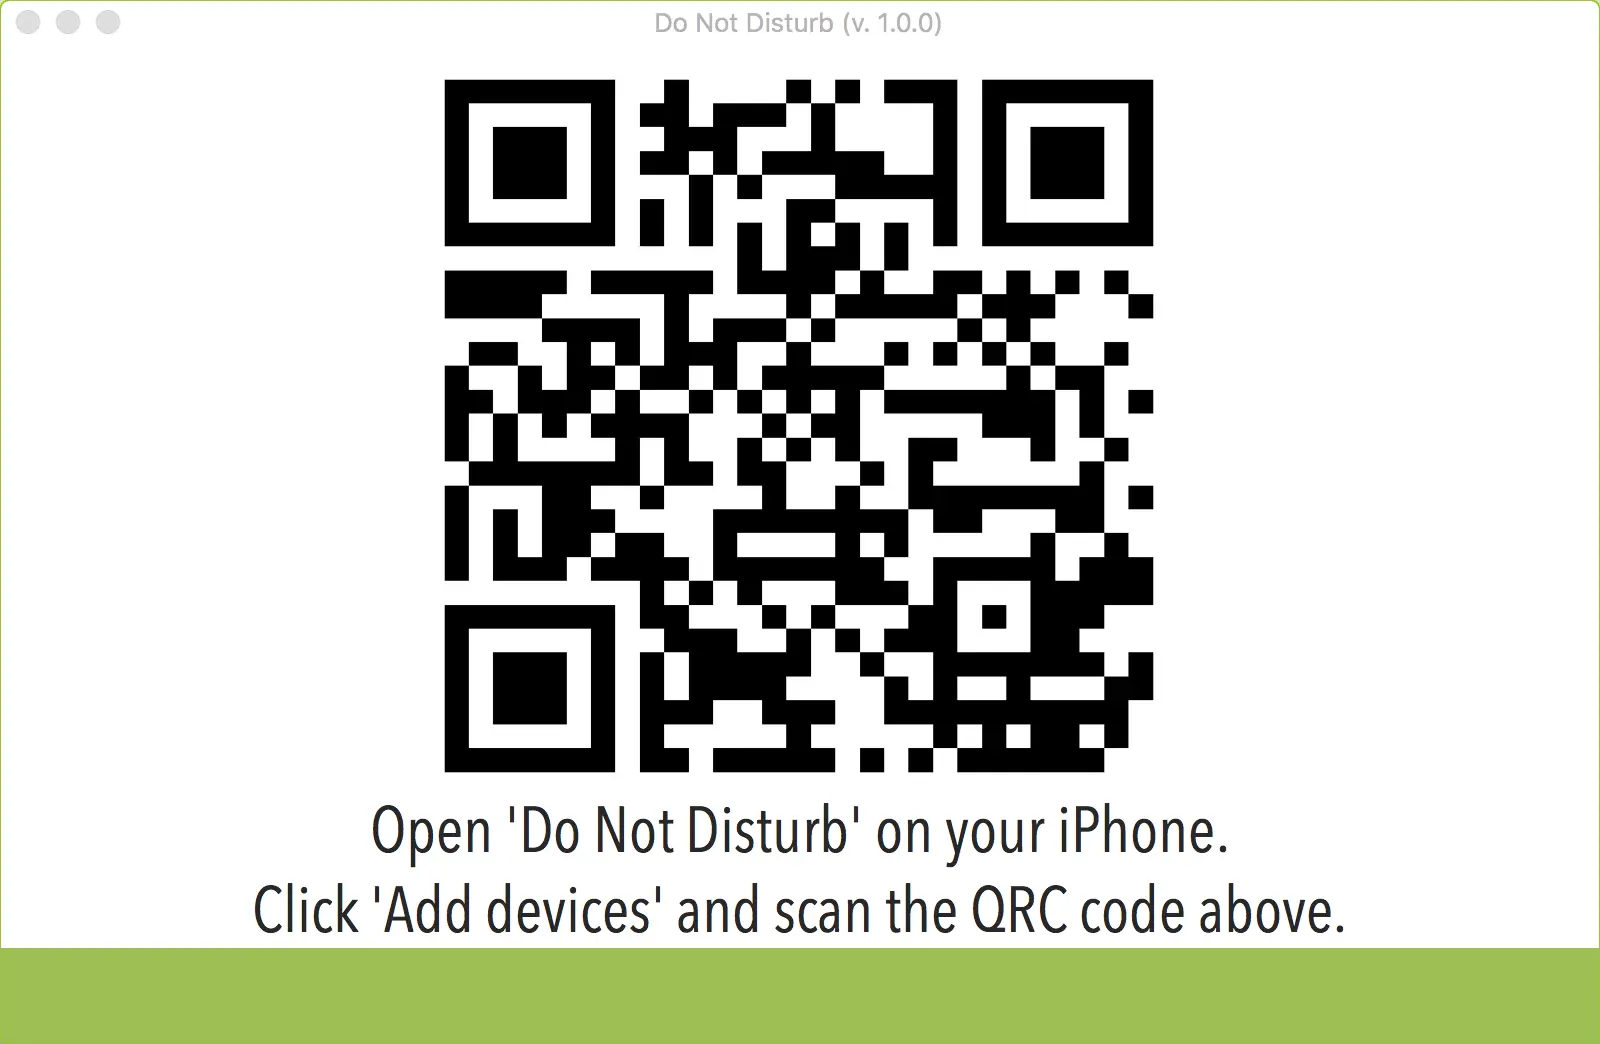 Do Not Disturb (v. 1.0.0)
Open 'Do Not Disturb' on your iPhone.
Click 'Add devices' and scan the QRC code above.